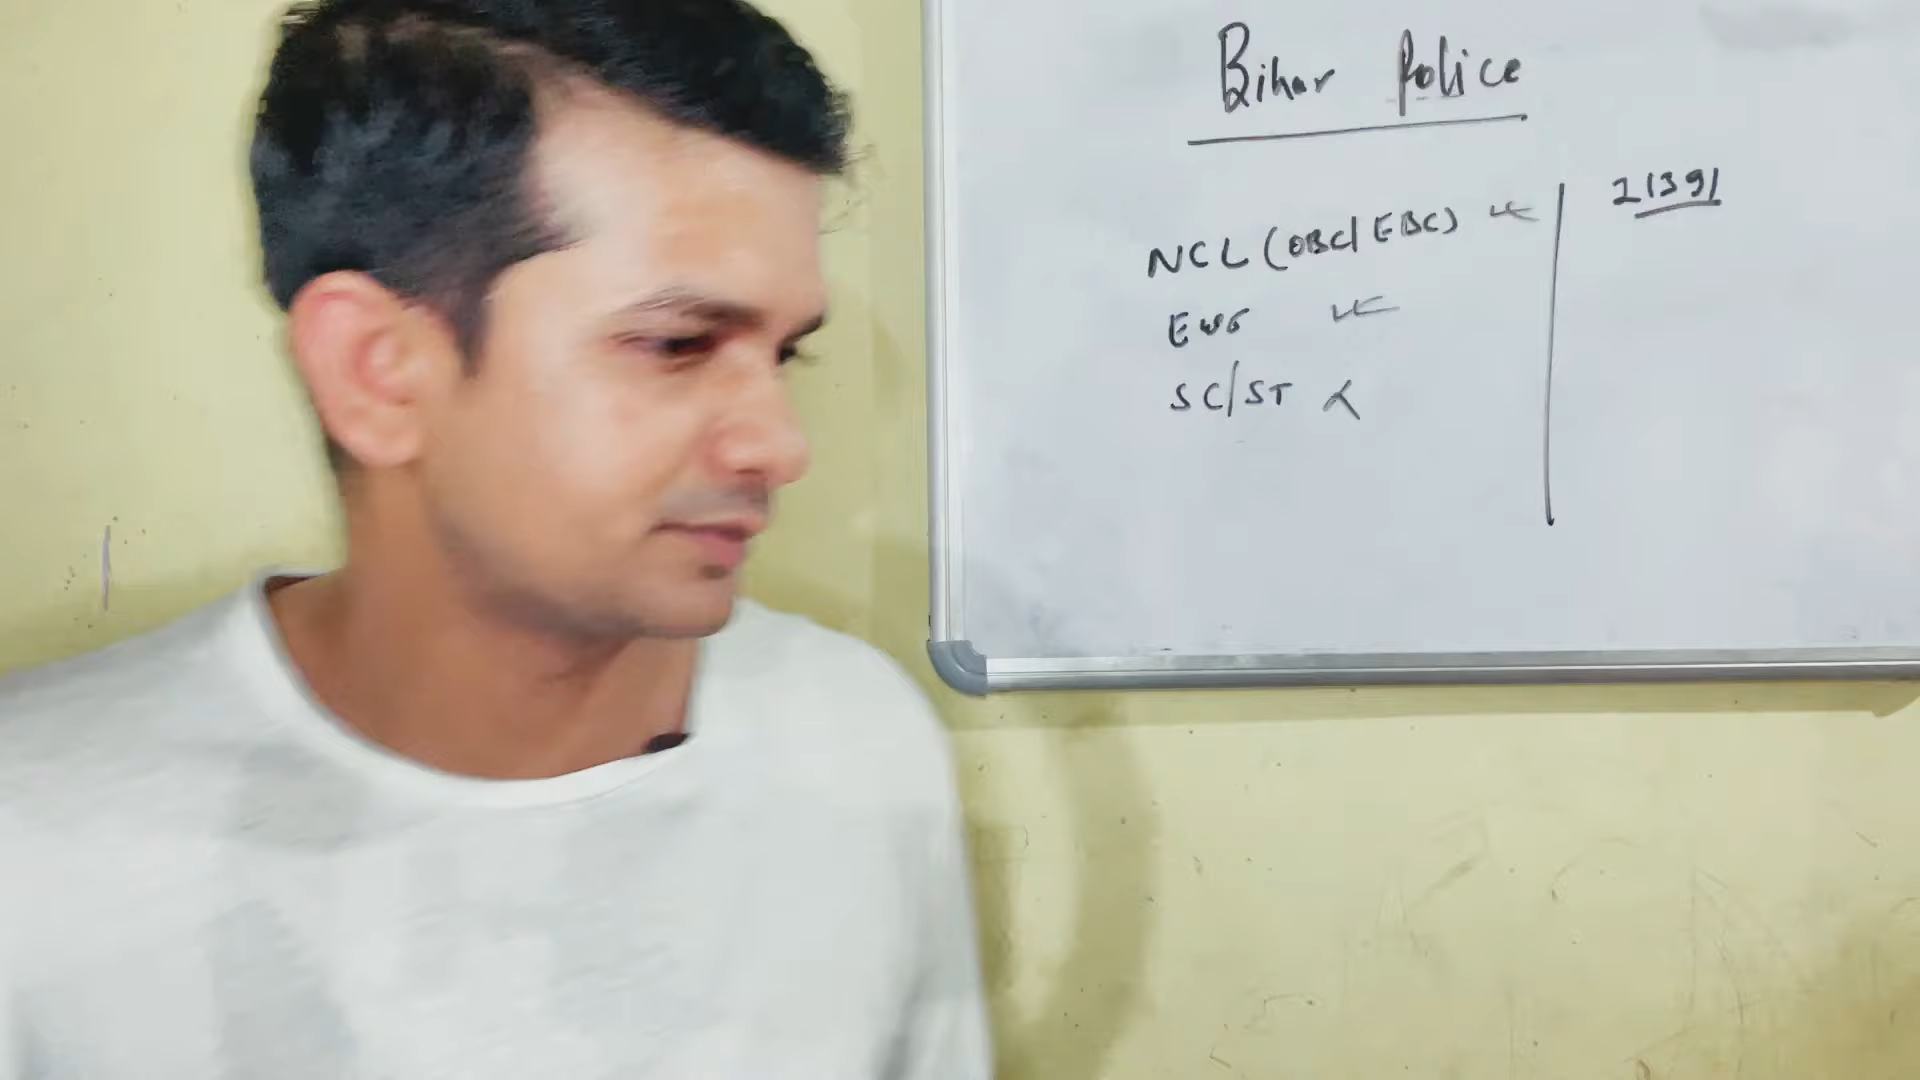 Bihar Police
NCL (OBC/EBC)
EWS
SC/ST
21391